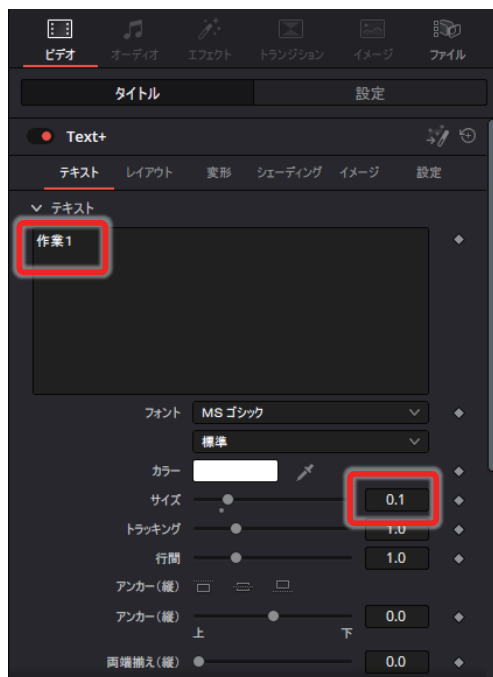 ビデオ オーディオ エフェクト トランジション イメージ ファイル
タイトル 設定
Text+
テキスト レイアウト 変形 シェーディング イメージ 設定
テキスト
作業1
フォント MS ゴシック
標準
カラー
サイズ 0.1
トラッキング 1.0
行間 1.0
アンカー(縦)
アンカー(縦) 0.0
上 下
両端揃え(縦) 0.0